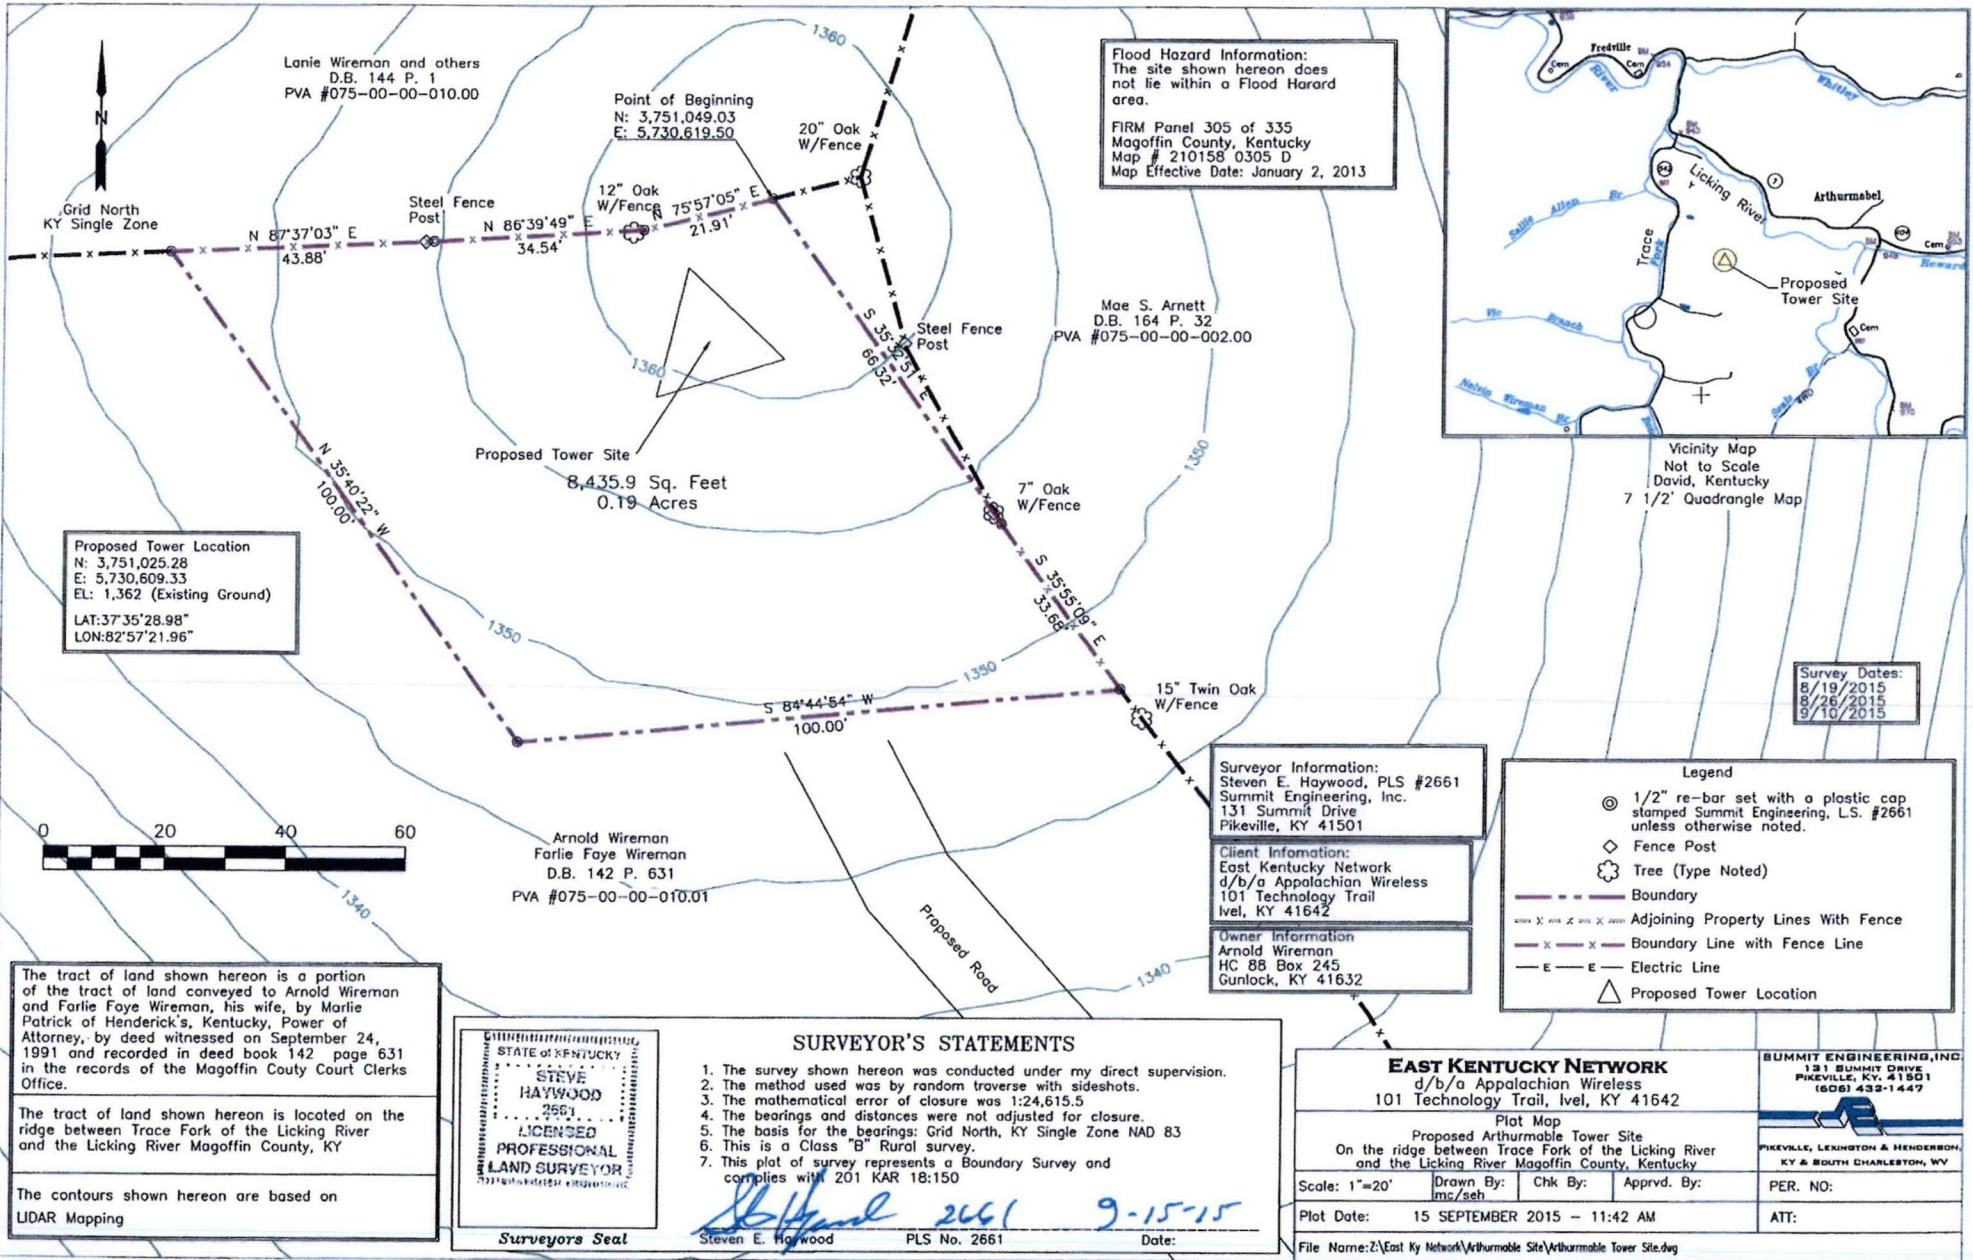 Lanie Wireman and others
D.B. 144 P. 1
PVA #075-00-00-010.00
N
Grid North
KY Single Zone
Point of Beginning
N: 3,751,049.03
E: 5,730,619.50
20" Oak
W/Fence
12" Oak
W/Fence
Steel Fence
Post
N 87°37'03" E
43.88'
N 86°39'49" E
34.54'
N 75°57'05" E
21.91'
1360
1360
S 35°32'51" E
66.32'
Steel Fence
Post
Mae S. Arnett
D.B. 164 P. 32
PVA #075-00-00-002.00
Flood Hazard Information:
The site shown hereon does
not lie within a Flood Harard
area.
FIRM Panel 305 of 335
Magoffin County, Kentucky
Map # 210158 0305 D
Map Effective Date: January 2, 2013
Fredville
Cem
Cem
River
Whitley
Licking River
Arthurmabel
Sallie Allen Br
Trace Fork
Howard
Cem
Proposed
Tower Site
Branch
Cem
Nelvin Wireman Br
4WD
Vicinity Map
Not to Scale
David, Kentucky
7 1/2' Quadrangle Map
Proposed Tower Site
8,435.9 Sq. Feet
0.19 Acres
7" Oak
W/Fence
1350
N 35°40'22" W
100.00'
S 35°55'09" E
33.68'
Proposed Tower Location
N: 3,751,025.28
E: 5,730,609.33
EL: 1,362 (Existing Ground)
LAT:37°35'28.98"
LON:82°57'21.96"
1350
1350
S 84°44'54" W
100.00'
15" Twin Oak
W/Fence
Survey Dates:
8/19/2015
8/26/2015
9/10/2015
Surveyor Information:
Steven E. Haywood, PLS #2661
Summit Engineering, Inc.
131 Summit Drive
Pikeville, KY 41501
Client Infomation:
East Kentucky Network
d/b/a Appalachian Wireless
101 Technology Trail
Ivel, KY 41642
Owner Information
Arnold Wireman
HC 88 Box 245
Gunlock, KY 41632
Legend
1/2" re-bar set with a plastic cap
stamped Summit Engineering, L.S. #2661
unless otherwise noted.
Fence Post
Tree (Type Noted)
Boundary
Adjoining Property Lines With Fence
Boundary Line with Fence Line
E E Electric Line
Proposed Tower Location
0 20 40 60
Arnold Wireman
Farlie Faye Wireman
D.B. 142 P. 631
PVA #075-00-00-010.01
1340
1340
Proposed Road
The tract of land shown hereon is a portion
of the tract of land conveyed to Arnold Wireman
and Farlie Faye Wireman, his wife, by Marlie
Patrick of Henderick's, Kentucky, Power of
Attorney, by deed witnessed on September 24,
1991 and recorded in deed book 142 page 631
in the records of the Magoffin Couty Court Clerks
Office.
The tract of land shown hereon is located on the
ridge between Trace Fork of the Licking River
and the Licking River Magoffin County, KY
The contours shown hereon are based on
LIDAR Mapping
STATE of KENTUCKY
STEVE
HAYWOOD
2661
LICENSED
PROFESSIONAL
LAND SURVEYOR
Surveyors Seal
SURVEYOR'S STATEMENTS
1. The survey shown hereon was conducted under my direct supervision.
2. The method used was by random traverse with sideshots.
3. The mathematical error of closure was 1:24,615.5
4. The bearings and distances were not adjusted for closure.
5. The basis for the bearings: Grid North, KY Single Zone NAD 83
6. This is a Class "B" Rural survey.
7. This plat of survey represents a Boundary Survey and
complies with 201 KAR 18:150
2661 9-15-15
Steven E. Haywood PLS No. 2661 Date:
EAST KENTUCKY NETWORK
d/b/a Appalachian Wireless
101 Technology Trail, Ivel, KY 41642
Plat Map
Proposed Arthurmable Tower Site
On the ridge between Trace Fork of the Licking River
and the Licking River Magoffin County, Kentucky
Scale: 1"=20' Drawn By: mc/seh Chk By: Apprvd. By:
Plot Date: 15 SEPTEMBER 2015 - 11:42 AM
File Name:Z:\East Ky Network\Arthurmable Site\Arthurrmable Tower Site.dwg
SUMMIT ENGINEERING, INC.
131 SUMMIT DRIVE
PIKEVILLE, KY. 41501
(606) 432-1447
PIKEVILLE, LEXINGTON & HENDERSON,
KY & SOUTH CHARLESTON, WV
PER. NO:
ATT: